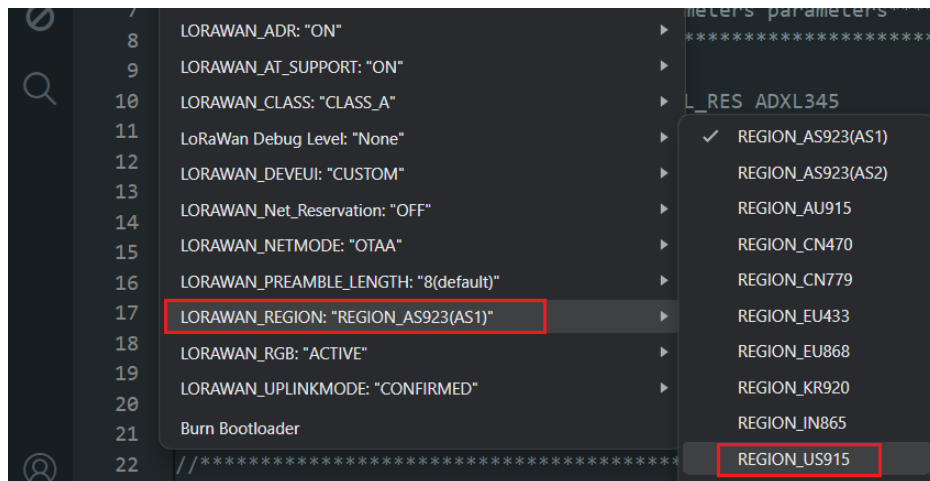 meters parameters
8
9
10
11
12
13
14
15
16
17
18
19
20
21
22
LORAWAN_ADR: "ON"
LORAWAN_AT_SUPPORT: "ON"
LORAWAN_CLASS: "CLASS_A"
LoRaWan Debug Level: "None"
LORAWAN_DEVEUI: "CUSTOM"
LORAWAN_Net_Reservation: "OFF"
LORAWAN_NETMODE: "OTAA"
LORAWAN_PREAMBLE_LENGTH: "8(default)"
LORAWAN_REGION: "REGION_AS923(AS1)"
LORAWAN_RGB: "ACTIVE"
LORAWAN_UPLINKMODE: "CONFIRMED"
Burn Bootloader
L_RES ADXL345
✓ REGION_AS923(AS1)
REGION_AS923(AS2)
REGION_AU915
REGION_CN470
REGION_CN779
REGION_EU433
REGION_EU868
REGION_KR920
REGION_IN865
REGION_US915